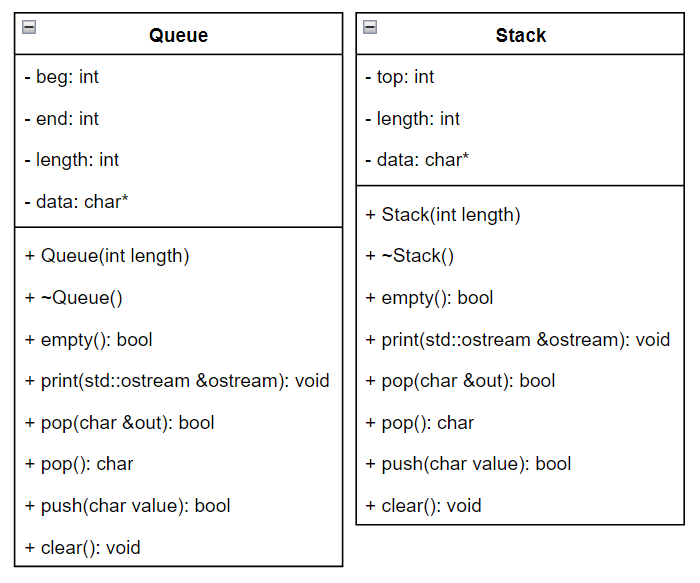 Queue
- beg: int
- end: int
- length: int
- data: char*
+ Queue(int length)
+ ~Queue()
+ empty(): bool
+ print(std::ostream &ostream): void
+ pop(char &out): bool
+ pop(): char
+ push(char value): bool
+ clear(): void
Stack
- top: int
- length: int
- data: char*
+ Stack(int length)
+ ~Stack()
+ empty(): bool
+ print(std::ostream &ostream): void
+ pop(char &out): bool
+ pop(): char
+ push(char value): bool
+ clear(): void